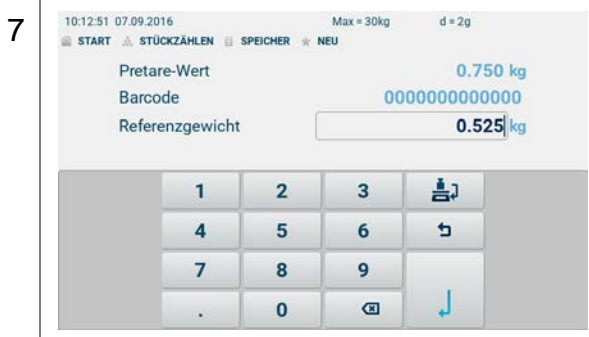 7
10:12:51 07.09.2016 Max = 30kg d = 2g
START STÜCKZÄHLEN SPEICHER NEU
Pretare-Wert 0.750 kg
Barcode 0000000000000
Referenzgewicht 0.525 kg
1 2 3
4 5 6
7 8 9
. 0